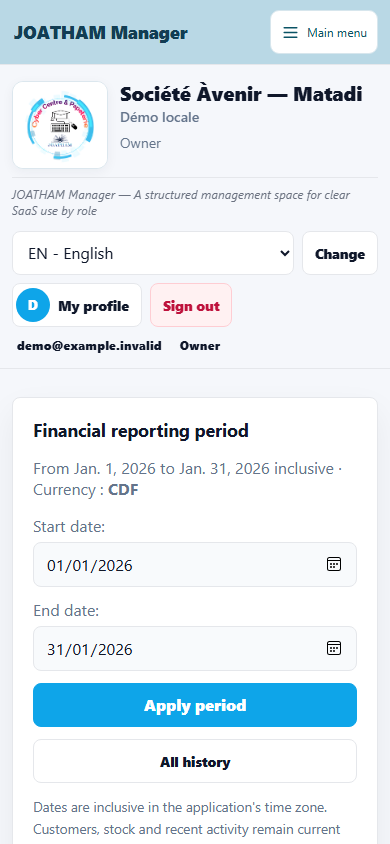 JOATHAM Manager
Main menu
Cyber Centre & Papeterie
Société Àvenir — Matadi
Démo locale
Owner
JOATHAM Manager — A structured management space for clear
SaaS use by role
EN - English
Change
D
My profile
Sign out
demo@example.invalid
Owner
Financial reporting period
From Jan. 1, 2026 to Jan. 31, 2026 inclusive ·
Currency : CDF
Start date:
01/01/2026
End date:
31/01/2026
Apply period
All history
Dates are inclusive in the application's time zone.
Customers, stock and recent activity remain current